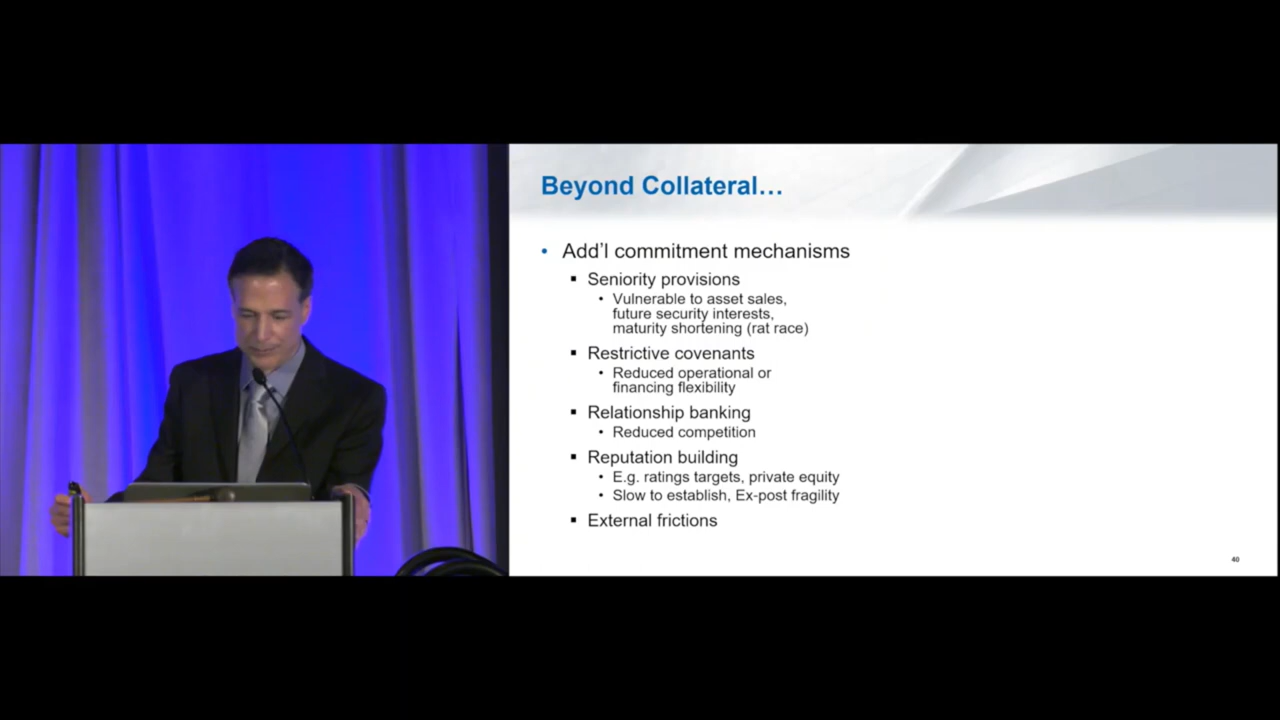 Beyond Collateral…
• Add'l commitment mechanisms
▪ Seniority provisions
• Vulnerable to asset sales,
future security interests,
maturity shortening (rat race)
▪ Restrictive covenants
• Reduced operational or
financing flexibility
▪ Relationship banking
• Reduced competition
▪ Reputation building
• E.g. ratings targets, private equity
• Slow to establish, Ex-post fragility
▪ External frictions
40